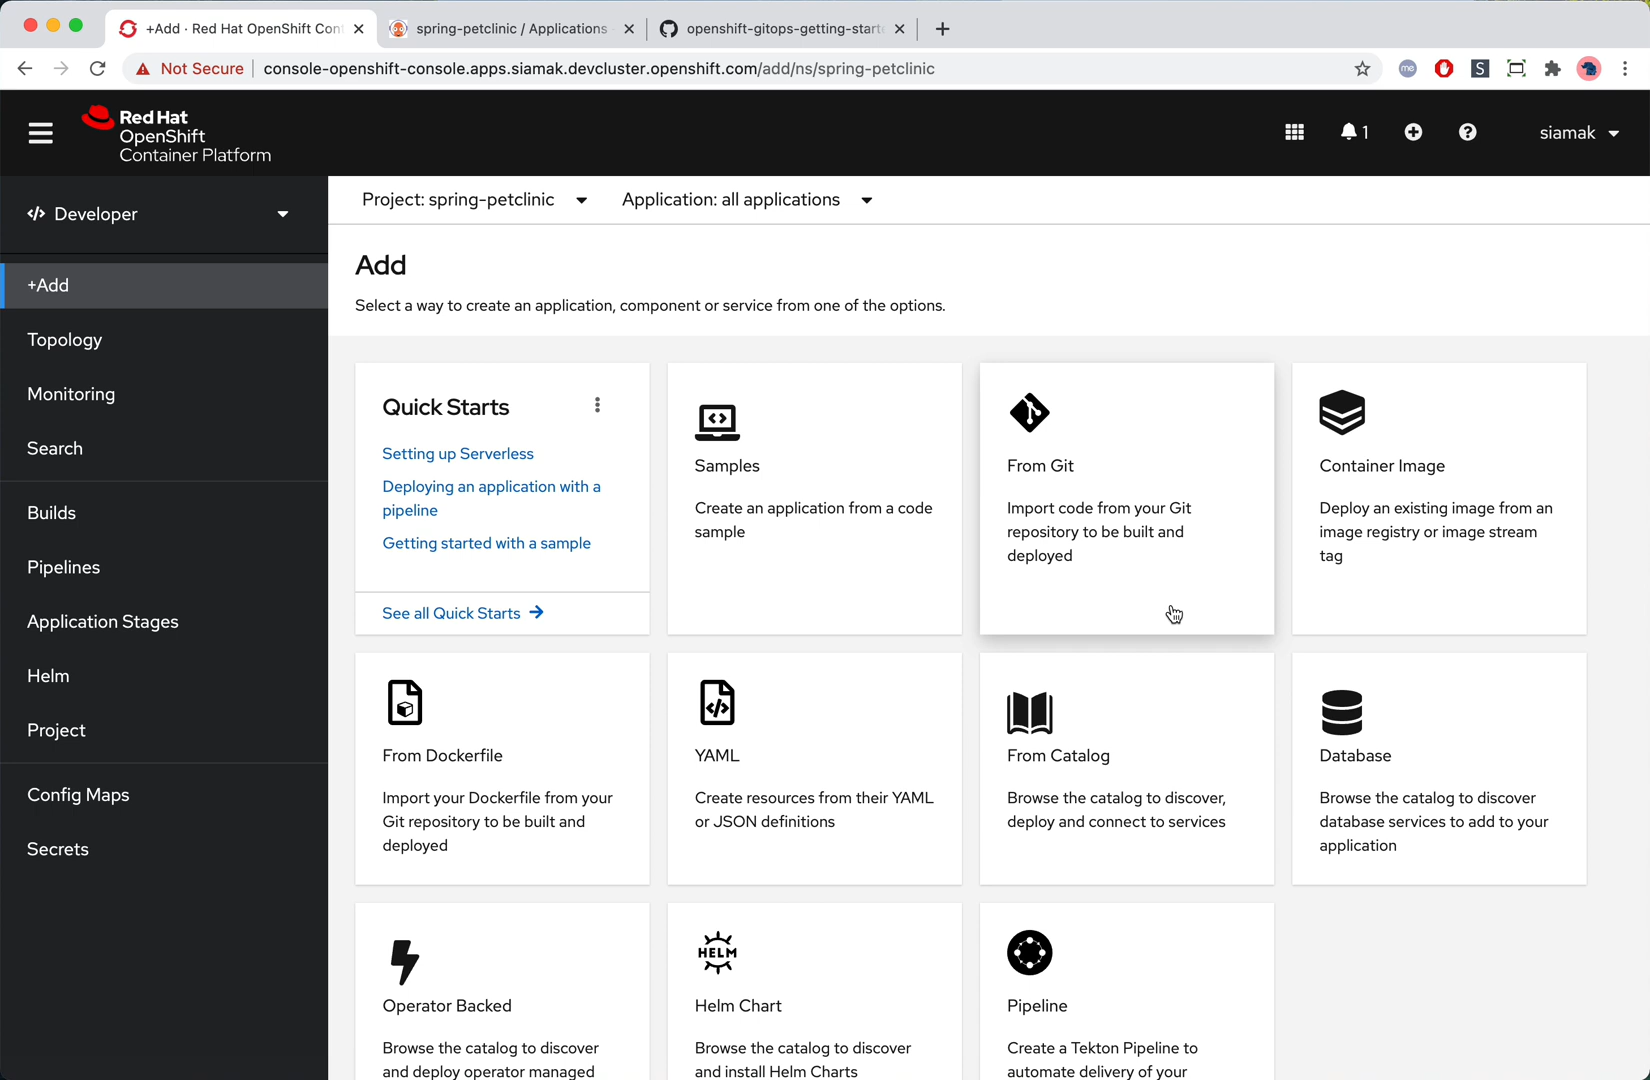 +Add · Red Hat OpenShift Cont
spring-petclinic / Applications
openshift-gitops-getting-starte
Not Secure
console-openshift-console.apps.siamak.devcluster.openshift.com/add/ns/spring-petclinic
me
S
Red Hat
OpenShift
Container Platform
1
siamak
Developer
+Add
Topology
Monitoring
Search
Builds
Pipelines
Application Stages
Helm
Project
Config Maps
Secrets
Project: spring-petclinic
Application: all applications
Add
Select a way to create an application, component or service from one of the options.
Quick Starts
Setting up Serverless
Deploying an application with a
pipeline
Getting started with a sample
See all Quick Starts
Samples
Create an application from a code
sample
From Git
Import code from your Git
repository to be built and
deployed
Container Image
Deploy an existing image from an
image registry or image stream
tag
From Dockerfile
Import your Dockerfile from your
Git repository to be built and
deployed
YAML
Create resources from their YAML
or JSON definitions
From Catalog
Browse the catalog to discover,
deploy and connect to services
Database
Browse the catalog to discover
database services to add to your
application
Operator Backed
Browse the catalog to discover
and deploy operator managed
HELM
Helm Chart
Browse the catalog to discover
and install Helm Charts
Pipeline
Create a Tekton Pipeline to
automate delivery of your